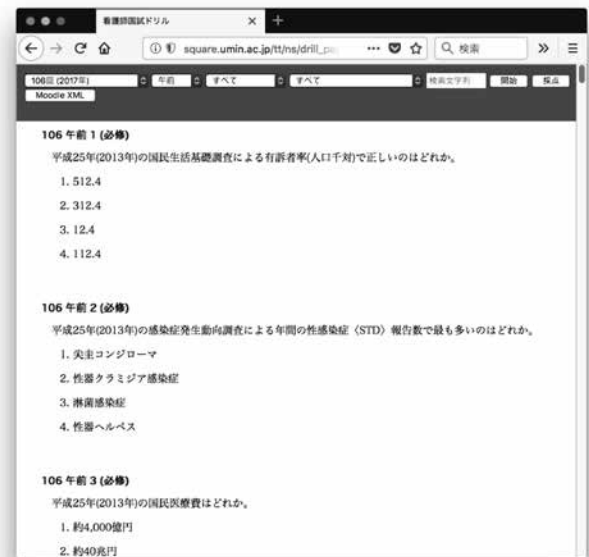 看護師国試ドリル
square.umin.ac.jp/tt/ns/drill_pa
検索
106回 (2017年) 午前 すべて すべて 検索文字列 開始 採点
Moodle XML
106 午前 1 (必修)
平成25年(2013年)の国民生活基礎調査による有訴者率(人口千対)で正しいのはどれか。
1. 512.4
2. 312.4
3. 12.4
4. 112.4
106 午前 2 (必修)
平成25年(2013年)の感染症発生動向調査による年間の性感染症〈STD〉報告数で最も多いのはどれか。
1. 尖圭コンジローマ
2. 性器クラミジア感染症
3. 淋菌感染症
4. 性器ヘルペス
106 午前 3 (必修)
平成25年(2013年)の国民医療費はどれか。
1. 約4,000億円
2. 約40兆円